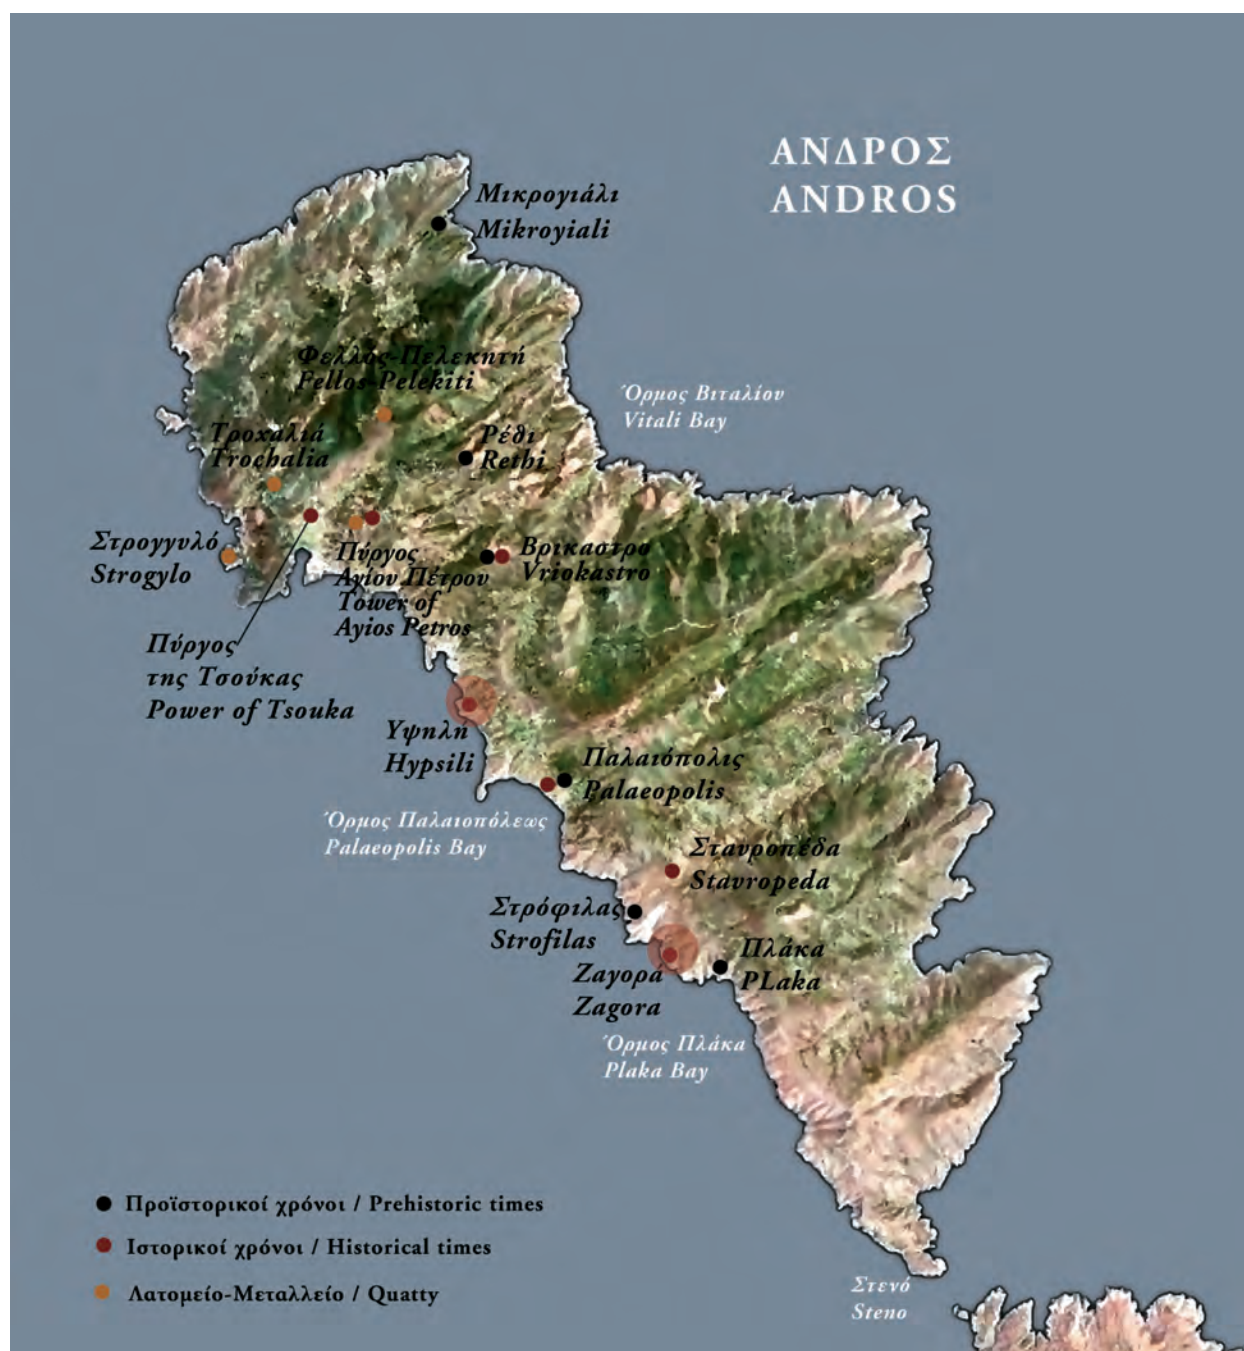 ΑΝΔΡΟΣ
ANDROS
Μικρογιάλι
Mikroyiali
Φελλός-Πελεκητή
Fellos-Pelekiti
Όρμος Βιταλίου
Vitali Bay
Τροχαλιά
Trochalia
Ρέθι
Rethi
Στρογγυλό
Strogylo
Πύργος
Αγίου Πέτρου
Tower of
Ayios Petros
Βρικαστρο
Vriokastro
Πύργος
της Τσούκας
Power of Tsouka
Υψηλή
Hypsili
Παλαιόπολις
Palaeopolis
Όρμος Παλαιοπόλεως
Palaeopolis Bay
Σταυροπέδα
Stavropeda
Στρόφιλας
Strofilas
Πλάκα
PLaka
Ζαγορά
Zagora
Όρμος Πλάκα
Plaka Bay
Προϊστορικοί χρόνοι / Prehistoric times
Ιστορικοί χρόνοι / Historical times
Λατομείο-Μεταλλείο / Quatty
Στενό
Steno